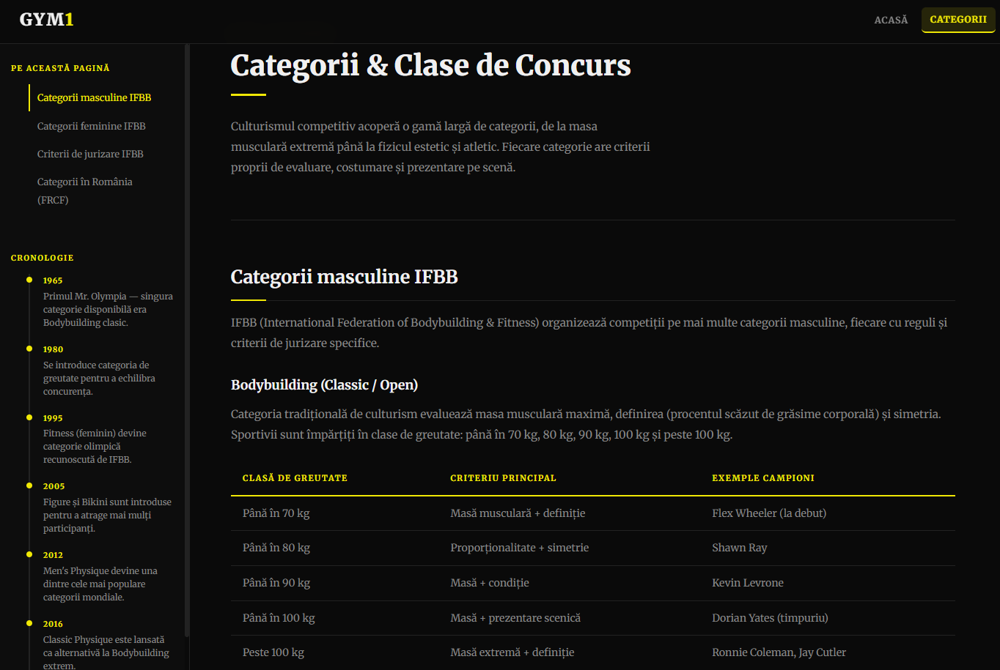 GYM1
ACASĂ
CATEGORII
PE ACEASTĂ PAGINĂ
Categorii masculine IFBB
Categorii feminine IFBB
Criterii de jurizare IFBB
Categorii în România
(FRCF)
CRONOLOGIE
1965
Primul Mr. Olympia — singura
categorie disponibilă era
Bodybuilding clasic.
1980
Se introduce categoria de
greutate pentru a echilibra
concurența.
1995
Fitness (feminin) devine
categorie olimpică
recunoscută de IFBB.
2005
Figure și Bikini sunt introduse
pentru a atrage mai mulți
participanți.
2012
Men's Physique devine una
dintre cele mai populare
categorii mondiale.
2016
Classic Physique este lansată
ca alternativă la Bodybuilding
extrem.
Categorii & Clase de Concurs
Culturismul competitiv acoperă o gamă largă de categorii, de la masa
musculară extremă până la fizicul estetic și atletic. Fiecare categorie are criterii
proprii de evaluare, costumare și prezentare pe scenă.
Categorii masculine IFBB
IFBB (International Federation of Bodybuilding & Fitness) organizează competiții pe mai multe categorii masculine, fiecare cu reguli și
criterii de jurizare specifice.
Bodybuilding (Classic / Open)
Categoria tradițională de culturism evaluează masa musculară maximă, definirea (procentul scăzut de grăsime corporală) și simetria.
Sportivii sunt împărțiți în clase de greutate: până în 70 kg, 80 kg, 90 kg, 100 kg și peste 100 kg.
CLASĂ DE GREUTATE CRITERIU PRINCIPAL EXEMPLE CAMPIONI
Până în 70 kg Masă musculară + definiție Flex Wheeler (la debut)
Până în 80 kg Proporționalitate + simetrie Shawn Ray
Până în 90 kg Masă + condiție Kevin Levrone
Până în 100 kg Masă + prezentare scenică Dorian Yates (timpuriu)
Peste 100 kg Masă extremă + definiție Ronnie Coleman, Jay Cutler